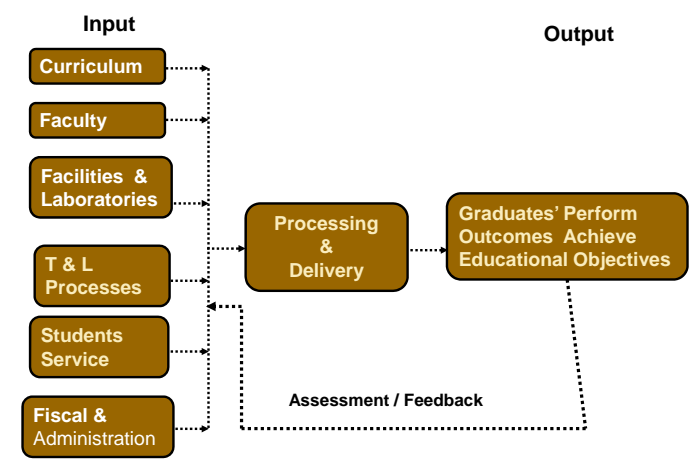 Input
Output
Curriculum
Faculty
Facilities &
Laboratories
T & L
Processes
Students
Service
Fiscal &
Administration
Processing
&
Delivery
Graduates’ Perform
Outcomes Achieve
Educational Objectives
Assessment / Feedback